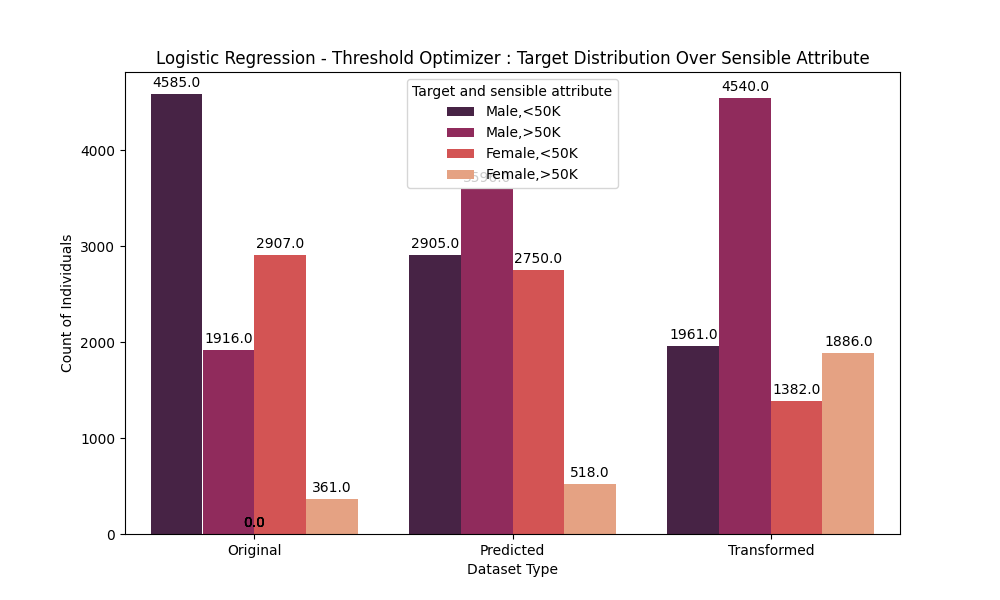 Logistic Regression - Threshold Optimizer : Target Distribution Over Sensible Attribute
Target and sensible attribute
Male,<50K
Male,>50K
Female,<50K
Female,>50K
4585.0
1916.0
2907.0
361.0
0.0
2905.0
2750.0
518.0
1961.0
4540.0
1382.0
1886.0
4000
3000
2000
1000
0
Count of Individuals
Original
Predicted
Transformed
Dataset Type